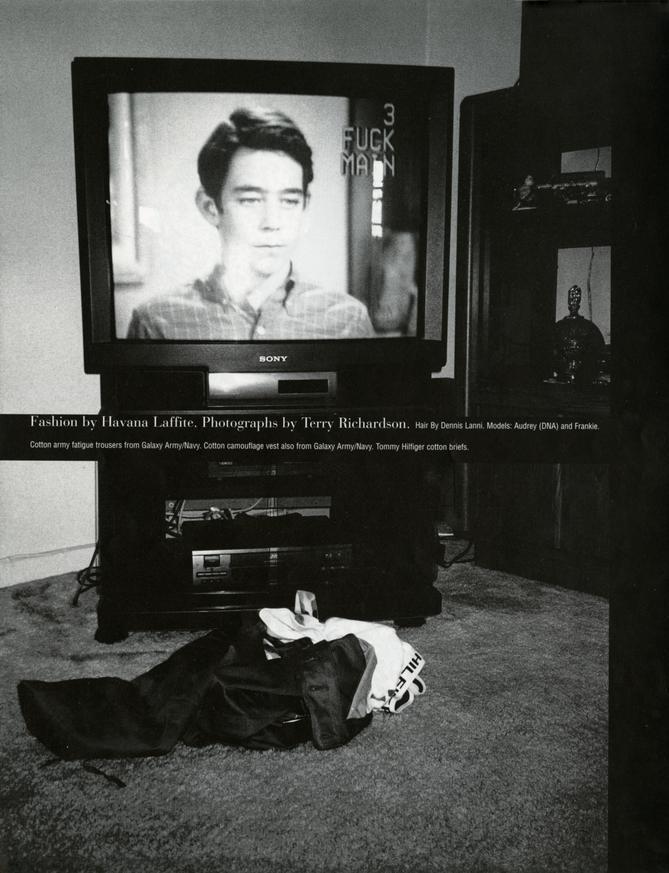 3
FUCK
MAIN
SONY
Fashion by Havana Laffite. Photographs by Terry Richardson. Hair By Dennis Lanni. Models: Audrey (DNA) and Frankie.
Cotton army fatigue trousers from Galaxy Army/Navy. Cotton camouflage vest also from Galaxy Army/Navy. Tommy Hilfiger cotton briefs.
HILF